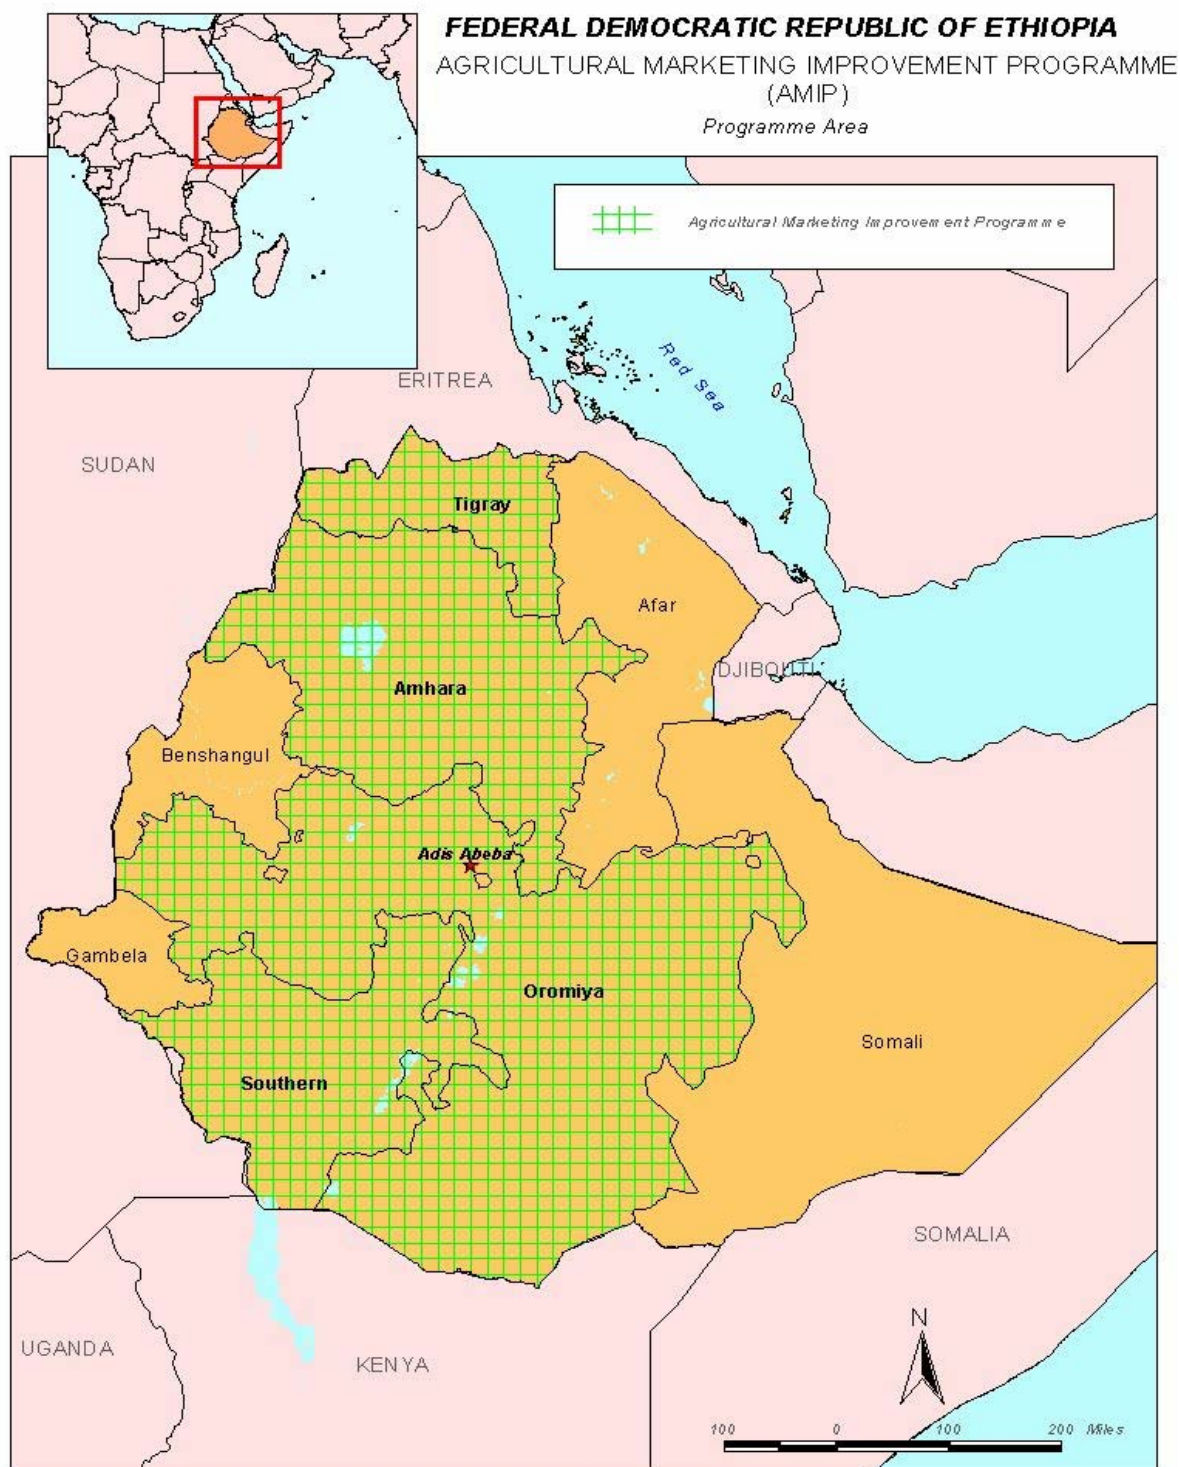 FEDERAL DEMOCRATIC REPUBLIC OF ETHIOPIA
AGRICULTURAL MARKETING IMPROVEMENT PROGRAMME
(AMIP)
Programme Area
Agricultural Marketing Improvement Programme
Red Sea
ERITREA
SUDAN
Tigray
Afar
DJIBOUTI
Amhara
Benshangul
Adis Abeba
Gambela
Oromiya
Somali
Southern
SOMALIA
N
UGANDA
KENYA
100 0 100 200 Miles